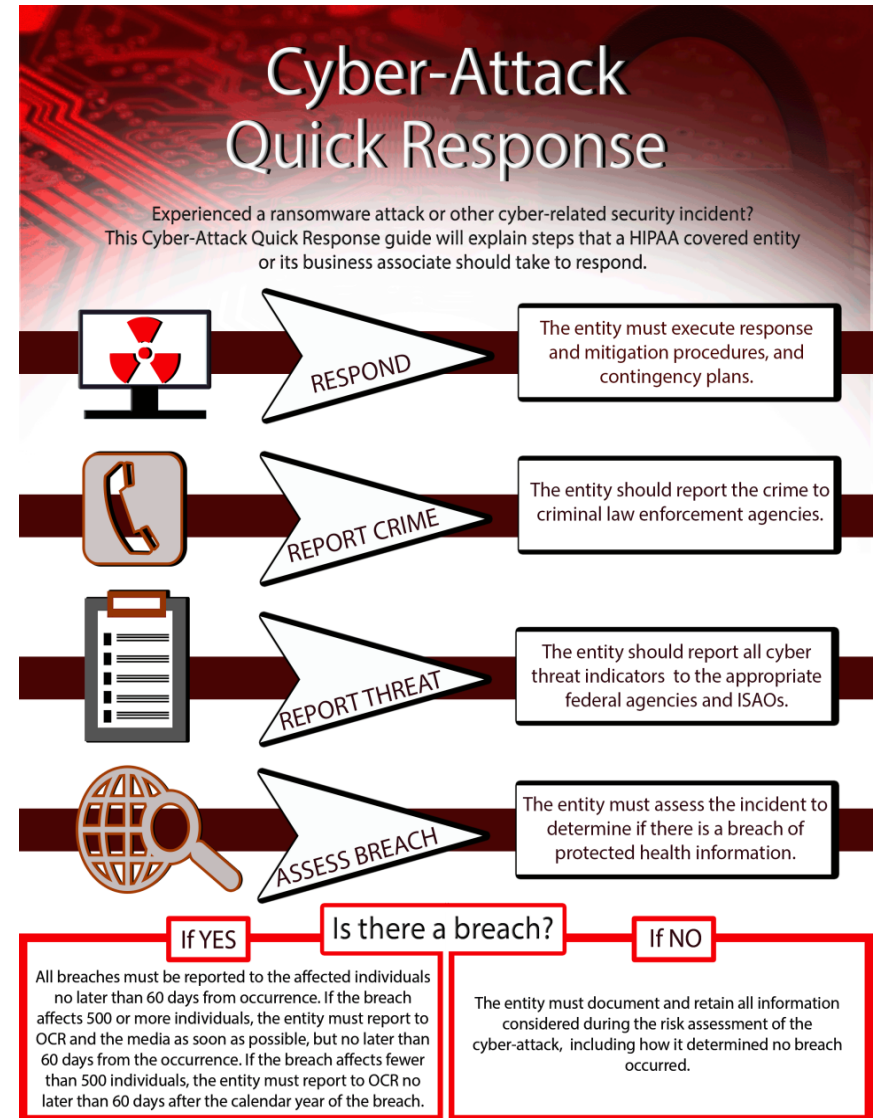 Cyber-Attack
Quick Response
Experienced a ransomware attack or other cyber-related security incident?
This Cyber-Attack Quick Response guide will explain steps that a HIPAA covered entity
or its business associate should take to respond.
RESPOND
The entity must execute response
and mitigation procedures, and
contingency plans.
REPORT CRIME
The entity should report the crime to
criminal law enforcement agencies.
REPORT THREAT
The entity should report all cyber
threat indicators to the appropriate
federal agencies and ISAOs.
ASSESS BREACH
The entity must assess the incident to
determine if there is a breach of
protected health information.
Is there a breach?
If YES
All breaches must be reported to the affected individuals
no later than 60 days from occurrence. If the breach
affects 500 or more individuals, the entity must report to
OCR and the media as soon as possible, but no later than
60 days from the occurrence. If the breach affects fewer
than 500 individuals, the entity must report to OCR no
later than 60 days after the calendar year of the breach.
If NO
The entity must document and retain all information
considered during the risk assessment of the
cyber-attack, including how it determined no breach
occurred.